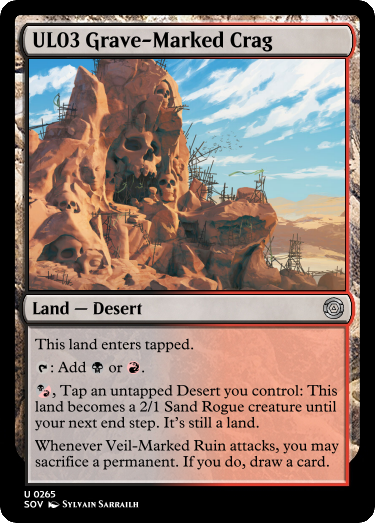 UL03 Grave-Marked Crag
Land — Desert
This land enters tapped.
: Add or .
, Tap an untapped Desert you control: This
land becomes a 2/1 Sand Rogue creature until
your next end step. It's still a land.
Whenever Veil-Marked Ruin attacks, you may
sacrifice a permanent. If you do, draw a card.
U 0265
SOV Sylvain Sarrailh